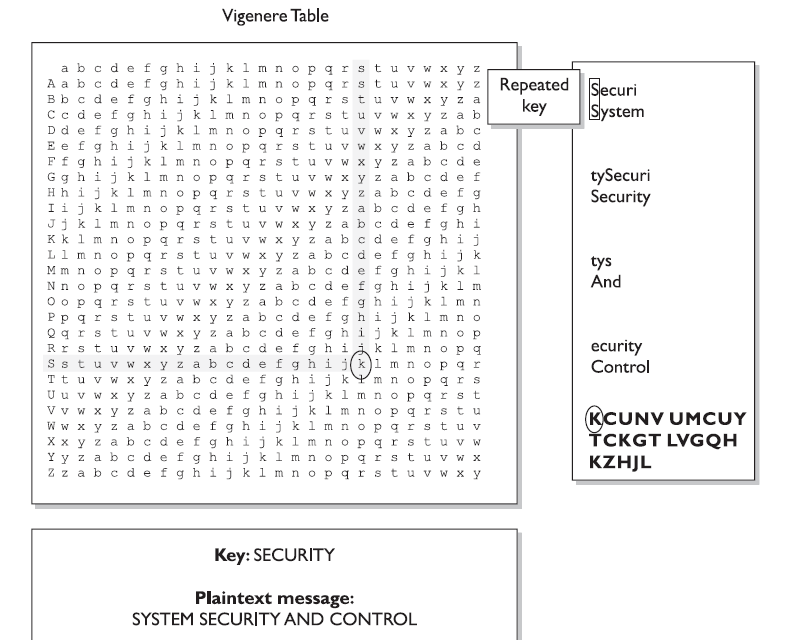 Vigenere Table
a b c d e f g h i j k l m n o p q r s t u v w x y z
A a b c d e f g h i j k l m n o p q r s t u v w x y z
B b c d e f g h i j k l m n o p q r s t u v w x y z a
C c d e f g h i j k l m n o p q r s t u v w x y z a b
D d e f g h i j k l m n o p q r s t u v w x y z a b c
E e f g h i j k l m n o p q r s t u v w x y z a b c d
F f g h i j k l m n o p q r s t u v w x y z a b c d e
G g h i j k l m n o p q r s t u v w x y z a b c d e f
H h i j k l m n o p q r s t u v w x y z a b c d e f g
I i j k l m n o p q r s t u v w x y z a b c d e f g h
J j k l m n o p q r s t u v w x y z a b c d e f g h i
K k l m n o p q r s t u v w x y z a b c d e f g h i j
L l m n o p q r s t u v w x y z a b c d e f g h i j k
M m n o p q r s t u v w x y z a b c d e f g h i j k l
N n o p q r s t u v w x y z a b c d e f g h i j k l m
O o p q r s t u v w x y z a b c d e f g h i j k l m n
P p q r s t u v w x y z a b c d e f g h i j k l m n o
Q q r s t u v w x y z a b c d e f g h i j k l m n o p
R r s t u v w x y z a b c d e f g h i j k l m n o p q
S s t u v w x y z a b c d e f g h i j k l m n o p q r
T t u v w x y z a b c d e f g h i j k l m n o p q r s
U u v w x y z a b c d e f g h i j k l m n o p q r s t
V v w x y z a b c d e f g h i j k l m n o p q r s t u
W w x y z a b c d e f g h i j k l m n o p q r s t u v
X x y z a b c d e f g h i j k l m n o p q r s t u v w
Y y z a b c d e f g h i j k l m n o p q r s t u v w x
Z z a b c d e f g h i j k l m n o p q r s t u v w x y
Repeated
key
Securi
System
tySecuri
Security
tys
And
ecurity
Control
KCUNV UMCUY
TCKGT LVGQH
KZHJL
Key: SECURITY
Plaintext message:
SYSTEM SECURITY AND CONTROL